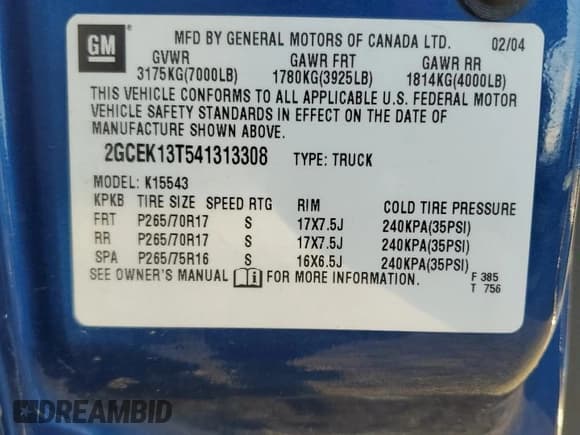 GM
MFD BY GENERAL MOTORS OF CANADA LTD. 02/04
GVWR GAWR FRT GAWR RR
3175KG(7000LB) 1780KG(3925LB) 1814KG(4000LB)
THIS VEHICLE CONFORMS TO ALL APPLICABLE U.S. FEDERAL MOTOR
VEHICLE SAFETY STANDARDS IN EFFECT ON THE DATE OF
MANUFACTURE SHOWN ABOVE.
2GCEK13T541313308 TYPE: TRUCK
MODEL: K15543
KPKB TIRE SIZE SPEED RTG RIM COLD TIRE PRESSURE
FRT P265/70R17 S 17X7.5J 240KPA(35PSI)
RR P265/70R17 S 17X7.5J 240KPA(35PSI)
SPA P265/75R16 S 16X6.5J 240KPA(35PSI)
SEE OWNER'S MANUAL FOR MORE INFORMATION. F 385
T 756
DREAMBID